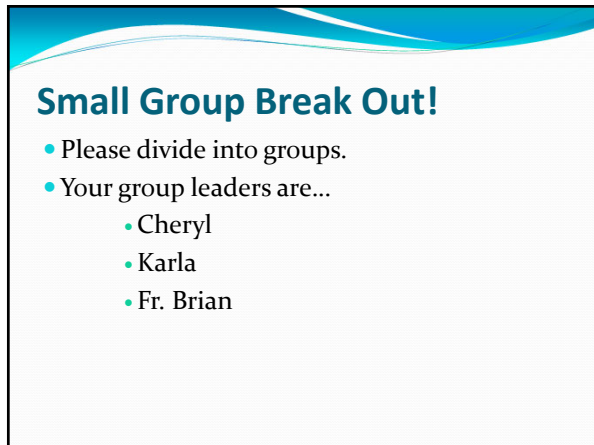 Small Group Break Out!
• Please divide into groups.
• Your group leaders are...
• Cheryl
• Karla
• Fr. Brian